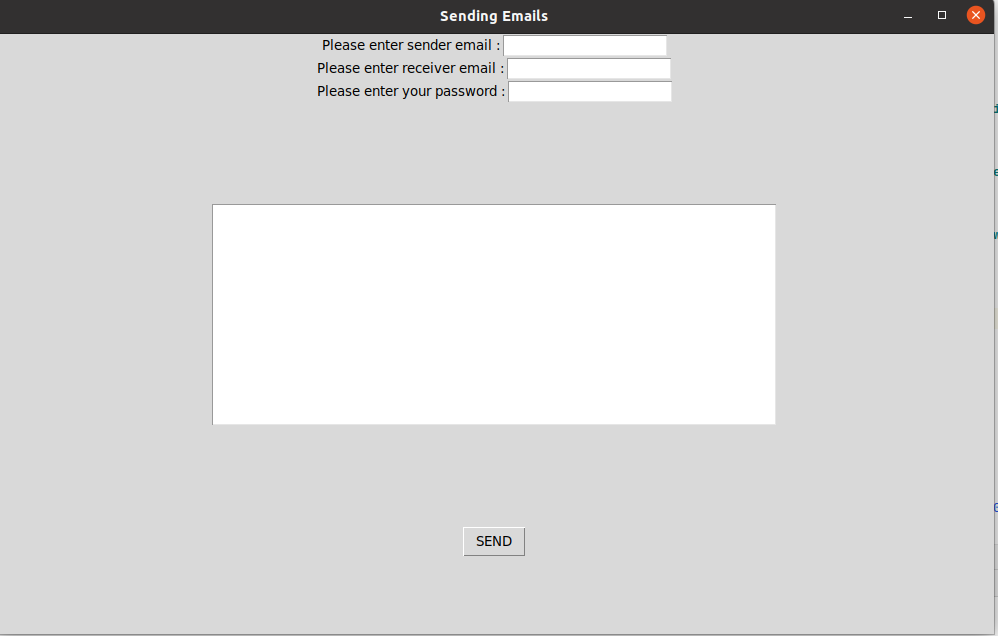 Sending Emails
Please enter sender email :
Please enter receiver email :
Please enter your password :
SEND